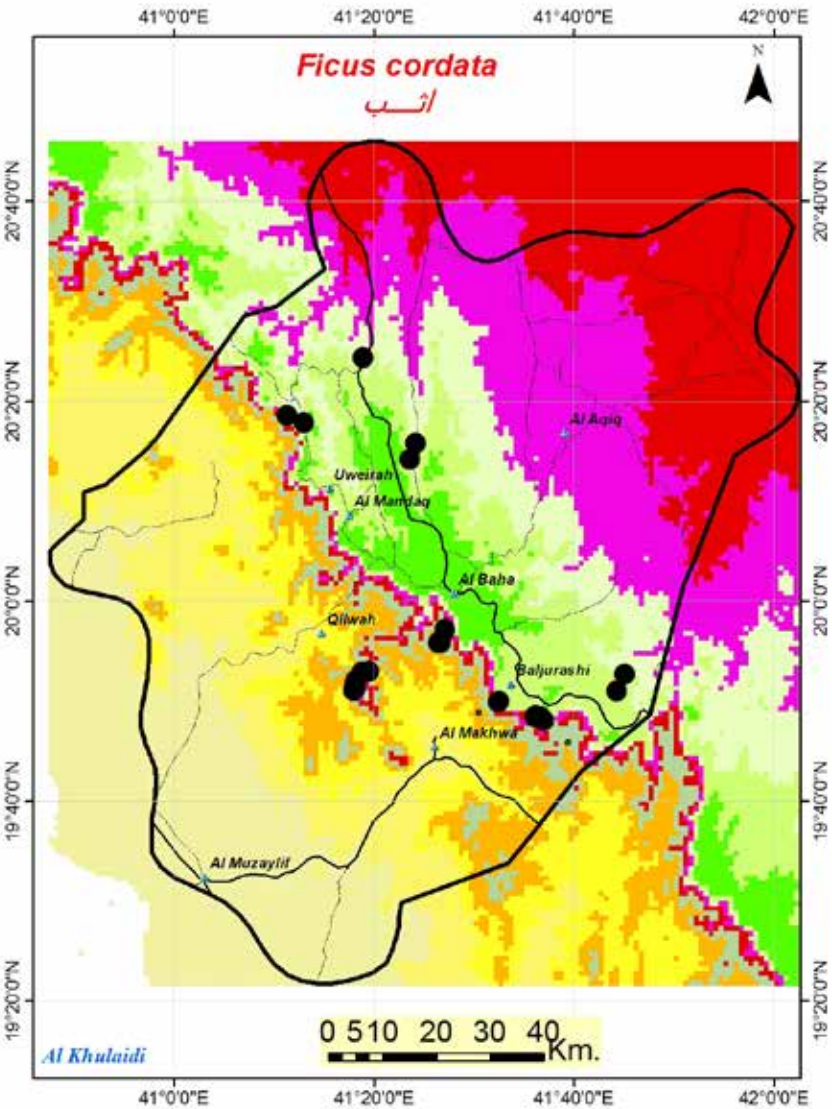 41°0'0"E 41°20'0"E 41°40'0"E 42°0'0"E
Ficus cordata
اثب
N
20°40'0"N 20°40'0"N
20°20'0"N 20°20'0"N
Al Aqiq
Uweirah
Al Mandaq
20°0'0"N 20°0'0"N
Al Baha
Qilwah
Baljurashi
Al Makhwa
19°40'0"N 19°40'0"N
Al Muzaylif
19°20'0"N 19°20'0"N
0 5 10 20 30 40 Km.
Al Khulaidi
41°0'0"E 41°20'0"E 41°40'0"E 42°0'0"E